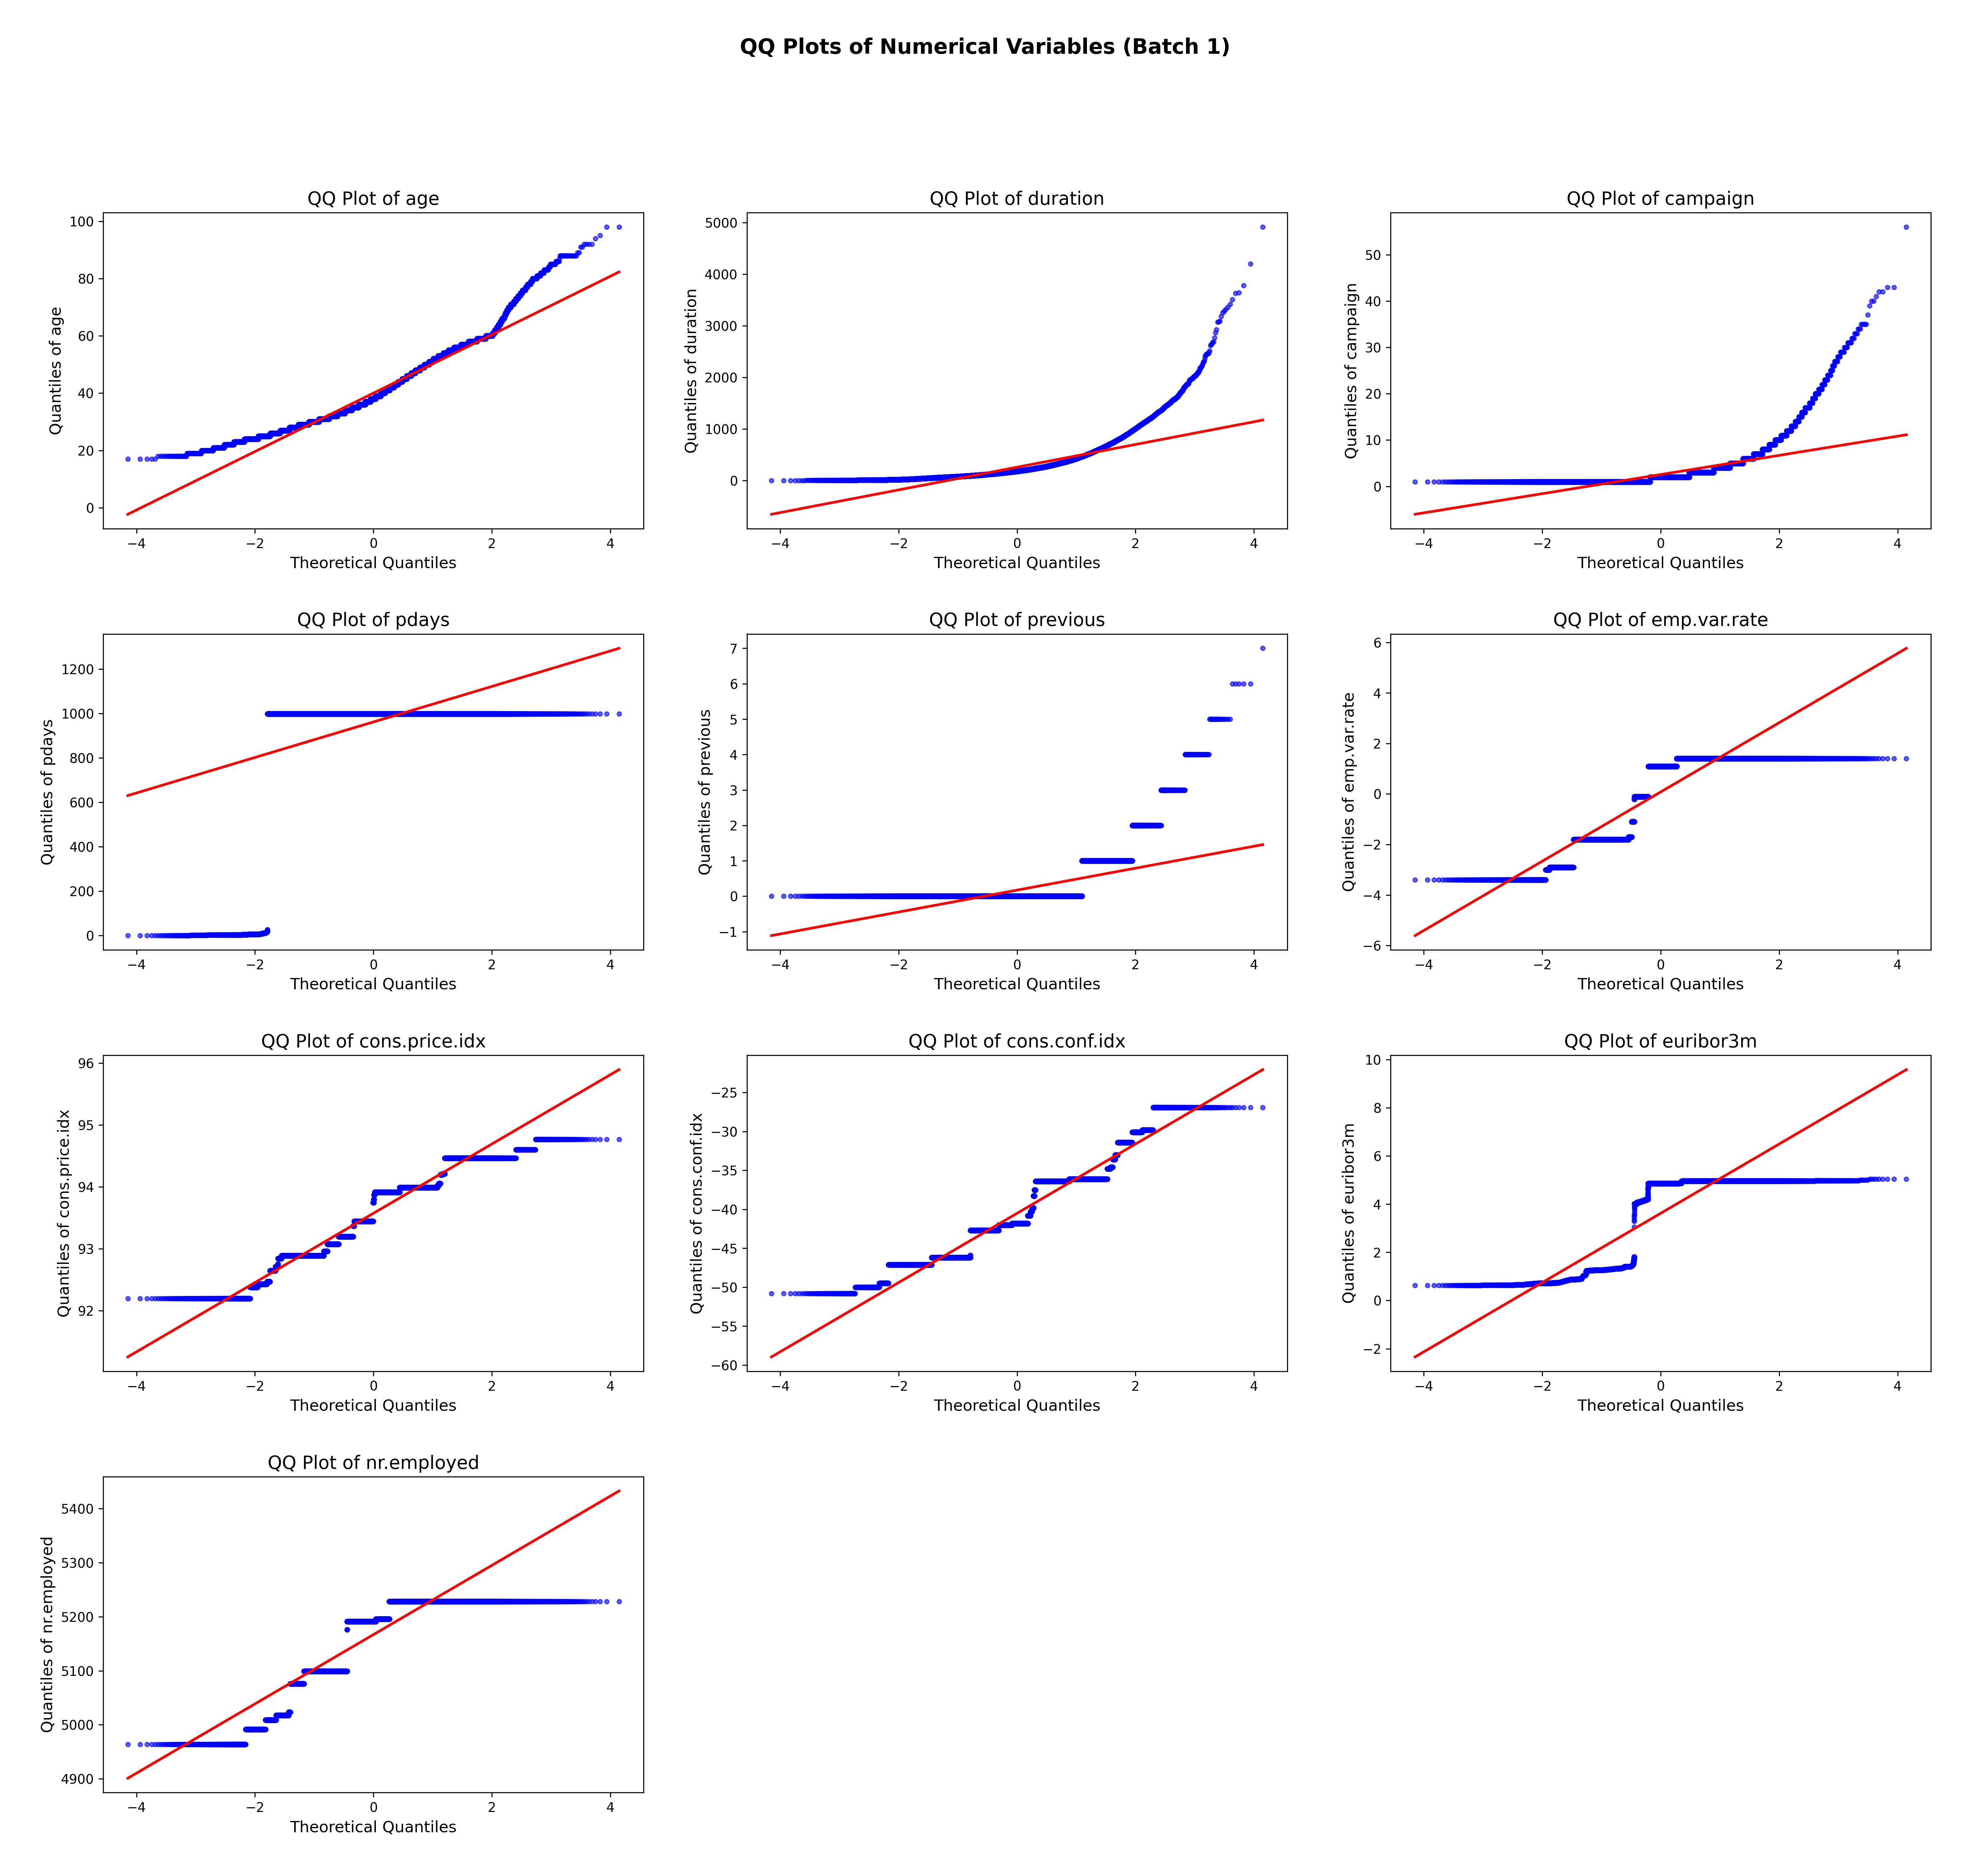 QQ Plots of Numerical Variables (Batch 1)
QQ Plot of age
Quantiles of age
100
80
60
40
20
0
−4 −2 0 2 4
Theoretical Quantiles
QQ Plot of duration
Quantiles of duration
5000
4000
3000
2000
1000
0
−4 −2 0 2 4
Theoretical Quantiles
QQ Plot of campaign
Quantiles of campaign
50
40
30
20
10
0
−4 −2 0 2 4
Theoretical Quantiles
QQ Plot of pdays
Quantiles of pdays
1200
1000
800
600
400
200
0
−4 −2 0 2 4
Theoretical Quantiles
QQ Plot of previous
Quantiles of previous
7
6
5
4
3
2
1
0
−1
−4 −2 0 2 4
Theoretical Quantiles
QQ Plot of emp.var.rate
Quantiles of emp.var.rate
6
4
2
0
−2
−4
−6
−4 −2 0 2 4
Theoretical Quantiles
QQ Plot of cons.price.idx
Quantiles of cons.price.idx
96
95
94
93
92
−4 −2 0 2 4
Theoretical Quantiles
QQ Plot of cons.conf.idx
Quantiles of cons.conf.idx
−25
−30
−35
−40
−45
−50
−55
−60
−4 −2 0 2 4
Theoretical Quantiles
QQ Plot of euribor3m
Quantiles of euribor3m
10
8
6
4
2
0
−2
−4 −2 0 2 4
Theoretical Quantiles
QQ Plot of nr.employed
Quantiles of nr.employed
5400
5300
5200
5100
5000
4900
−4 −2 0 2 4
Theoretical Quantiles